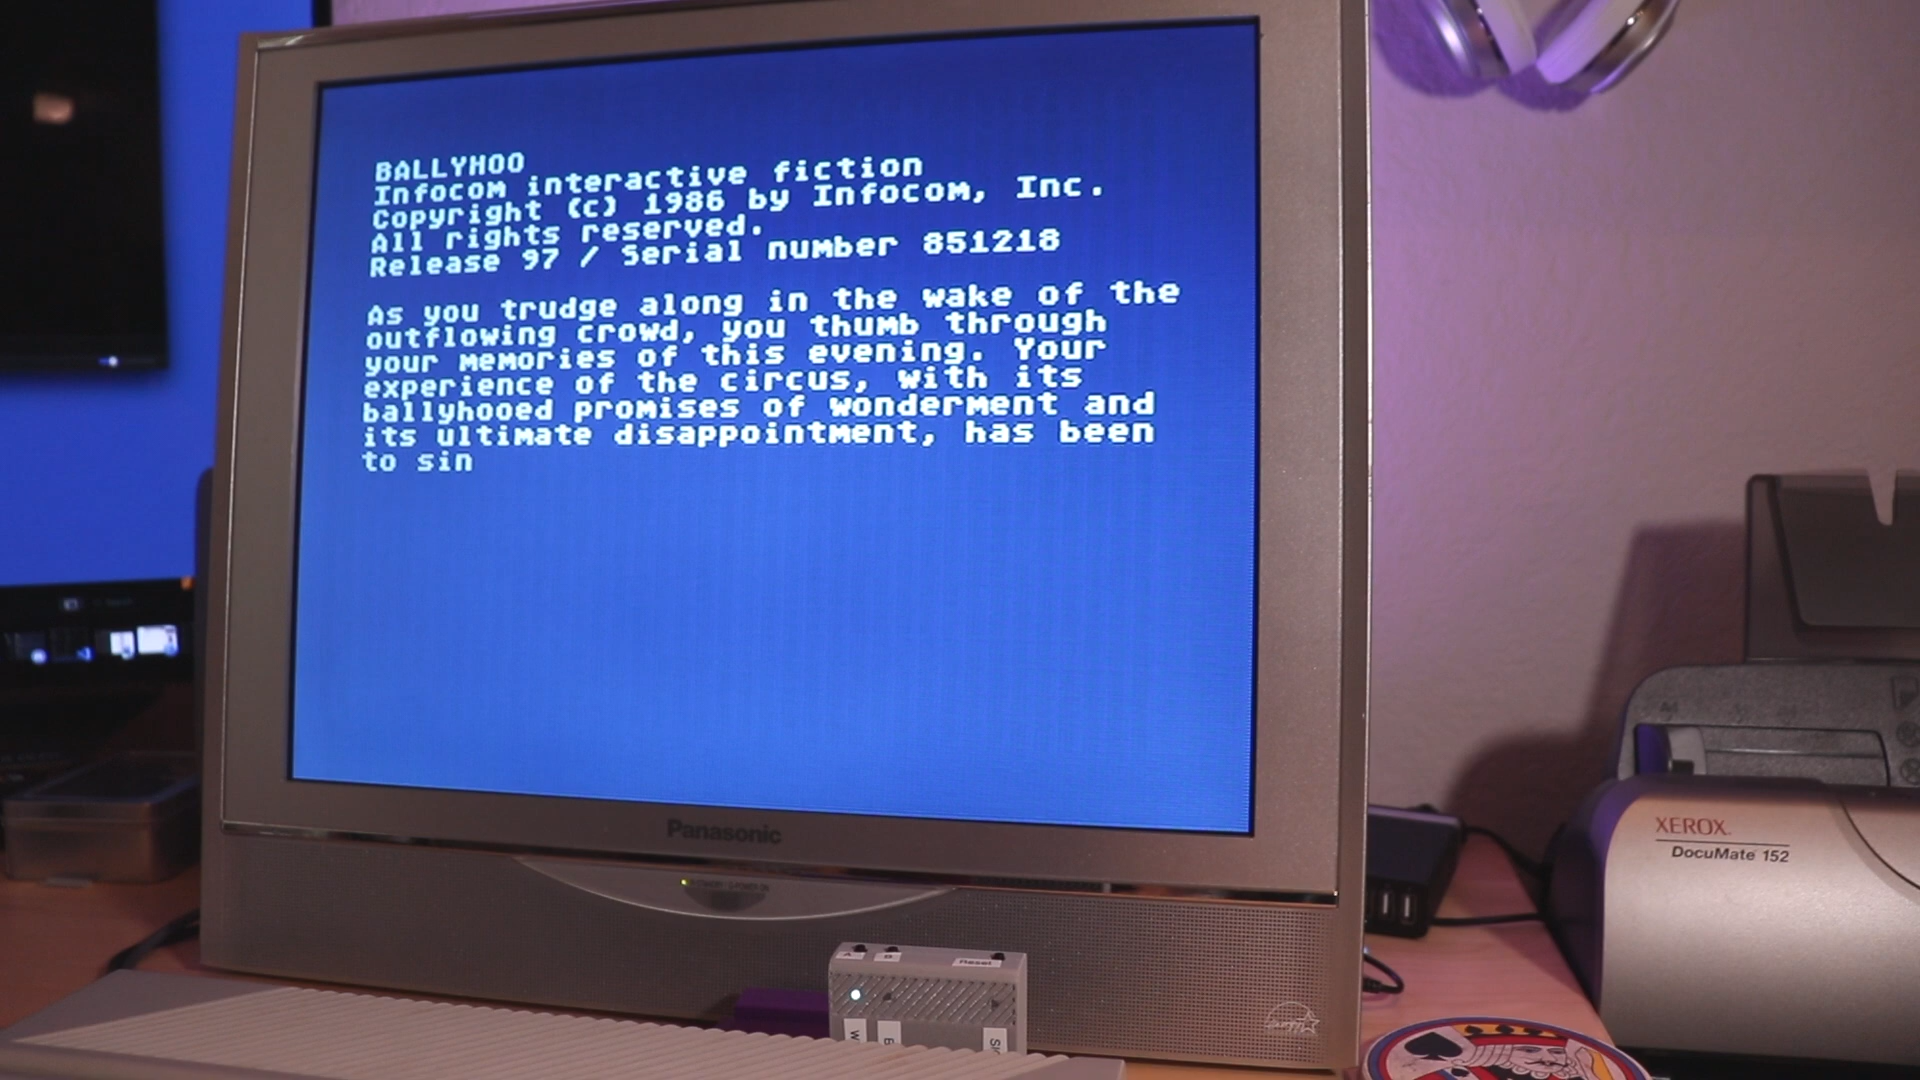 BALLYHOO
Infocom interactive fiction
Copyright (c) 1986 by Infocom, Inc.
All rights reserved.
Release 97 / Serial number 851218
As you trudge along in the wake of the
outflowing crowd, you thumb through
your memories of this evening. Your
experience of the circus, with its
ballyhooed promises of wonderment and
its ultimate disappointment, has been
to sin
Panasonic
XEROX
DocuMate 152
A
B
Reset